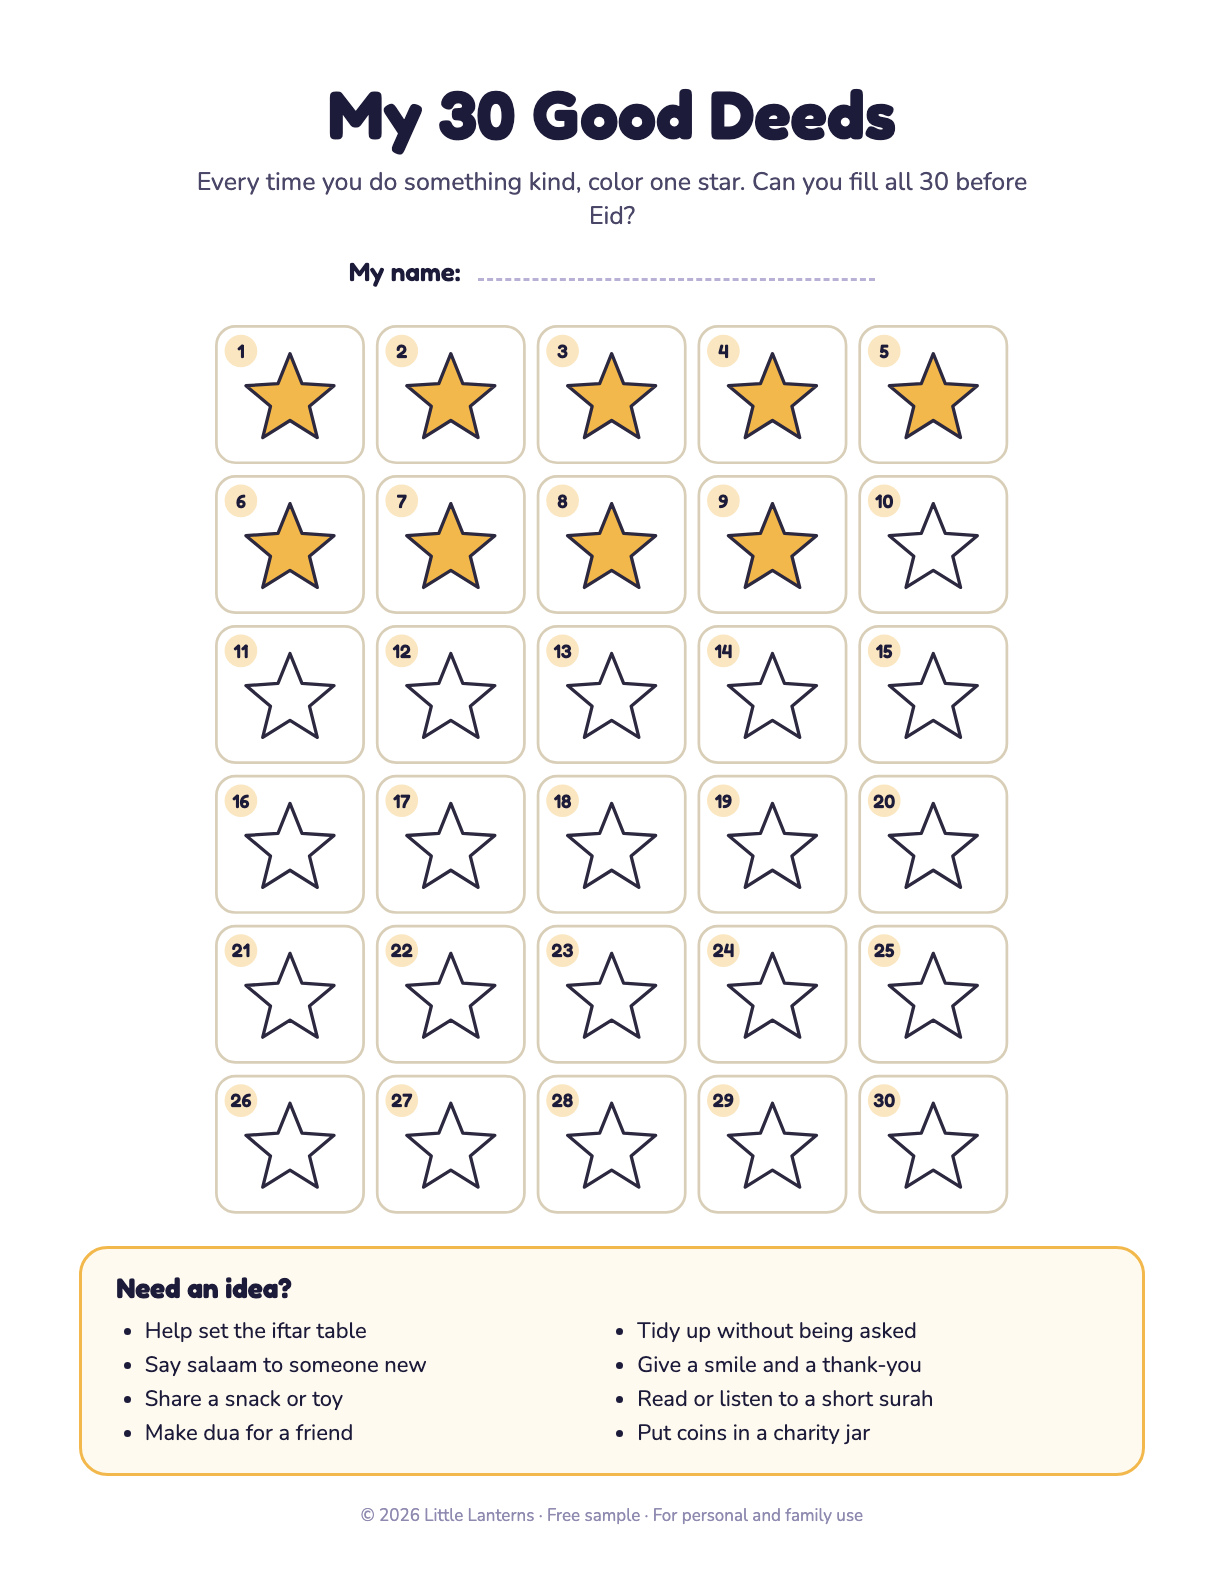 My 30 Good Deeds
Every time you do something kind, color one star. Can you fill all 30 before
Eid?
My name:
1 2 3 4 5
6 7 8 9 10
11 12 13 14 15
16 17 18 19 20
21 22 23 24 25
26 27 28 29 30
Need an idea?
• Help set the iftar table
• Say salaam to someone new
• Share a snack or toy
• Make dua for a friend
• Tidy up without being asked
• Give a smile and a thank-you
• Read or listen to a short surah
• Put coins in a charity jar
© 2026 Little Lanterns · Free sample · For personal and family use